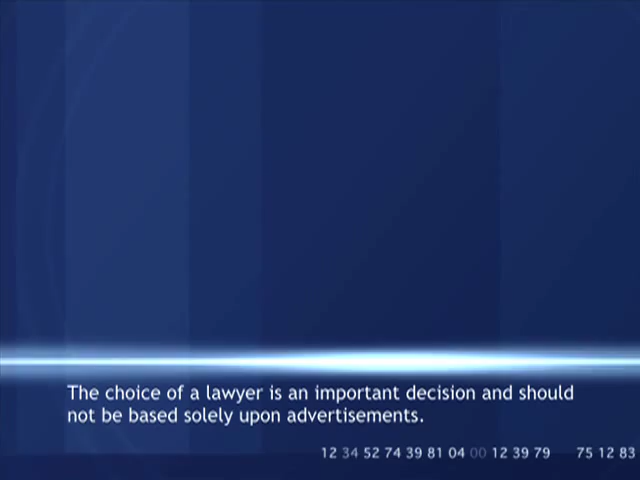 The choice of a lawyer is an important decision and should
not be based solely upon advertisements.
12 34 52 74 39 81 04 00 12 39 79 75 12 83